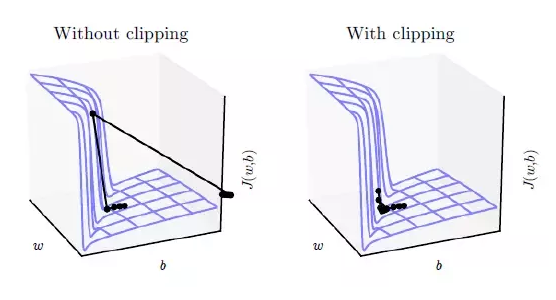 Without clipping
With clipping
J(w,b)
J(w,b)
w
b
w
b